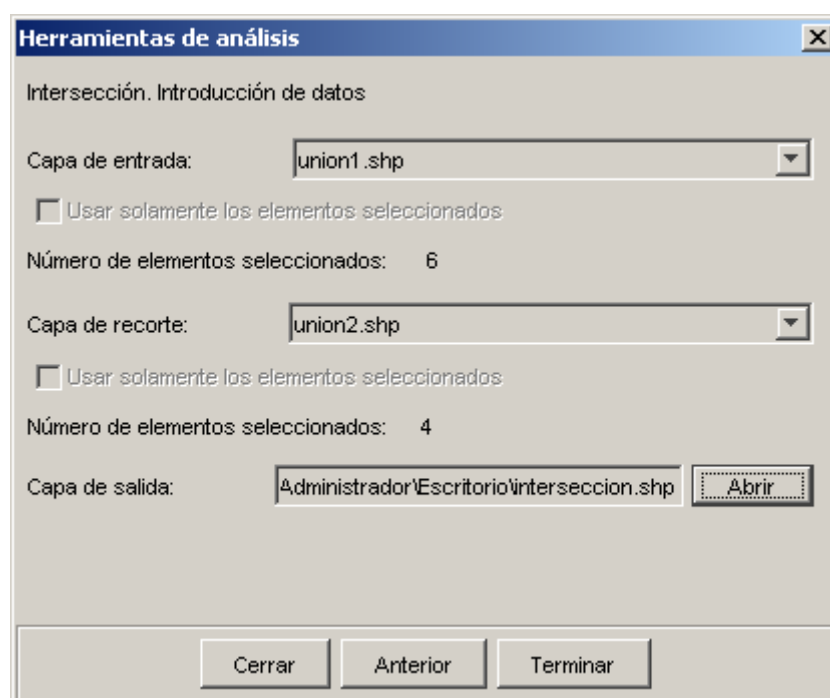 Herramientas de análisis
Intersección. Introducción de datos
Capa de entrada: union1.shp
Usar solamente los elementos seleccionados
Número de elementos seleccionados: 6
Capa de recorte: union2.shp
Usar solamente los elementos seleccionados
Número de elementos seleccionados: 4
Capa de salida: Administrador\Escritorio\interseccion.shp Abrir
Cerrar Anterior Terminar